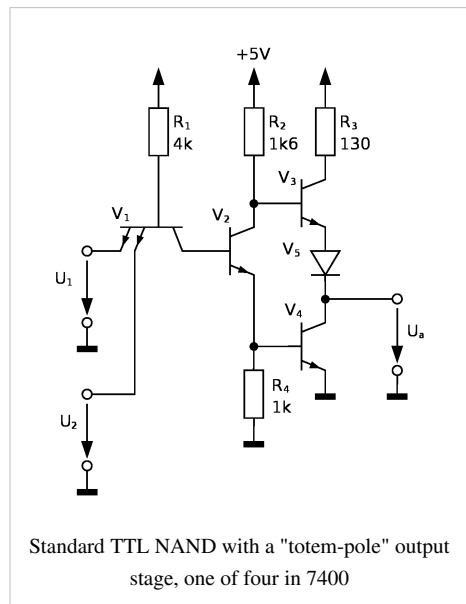 +5V
R1
4k
R2
1k6
R3
130
V1
V2
V3
V5
V4
U1
Ua
R4
1k
U2
Standard TTL NAND with a "totem-pole" output
stage, one of four in 7400